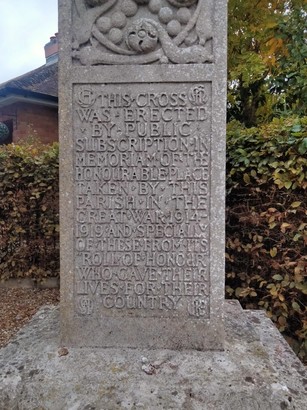 THIS · CROSS
WAS · ERECTED
· BY · PUBLIC ·
SUBSCRIPTION · IN
MEMORIAM · OF · THE
HONOURABLE PLACE
TAKEN · BY · THIS
PARISH · IN · THE
GREAT · WAR · 1914-
1919 · AND · SPECIALLY
OF · THESE · FROM · ITS
ROLL · OF · HONOUR
WHO · GAVE · THEIR
LIVES · FOR · THEIR
· COUNTRY ·